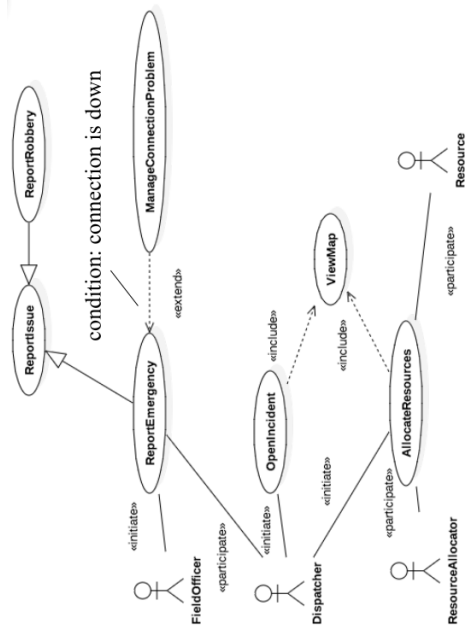 ReportRobbery
ReportIssue
condition: connection is down
ManageConnectionProblem
«extend»
ReportEmergency
«initiate»
FieldOfficer
«participate»
ViewMap
«include»
OpenIncident
«initiate»
Dispatcher
«include»
«initiate»
Resource
«participate»
AllocateResources
«participate»
ResourceAllocator